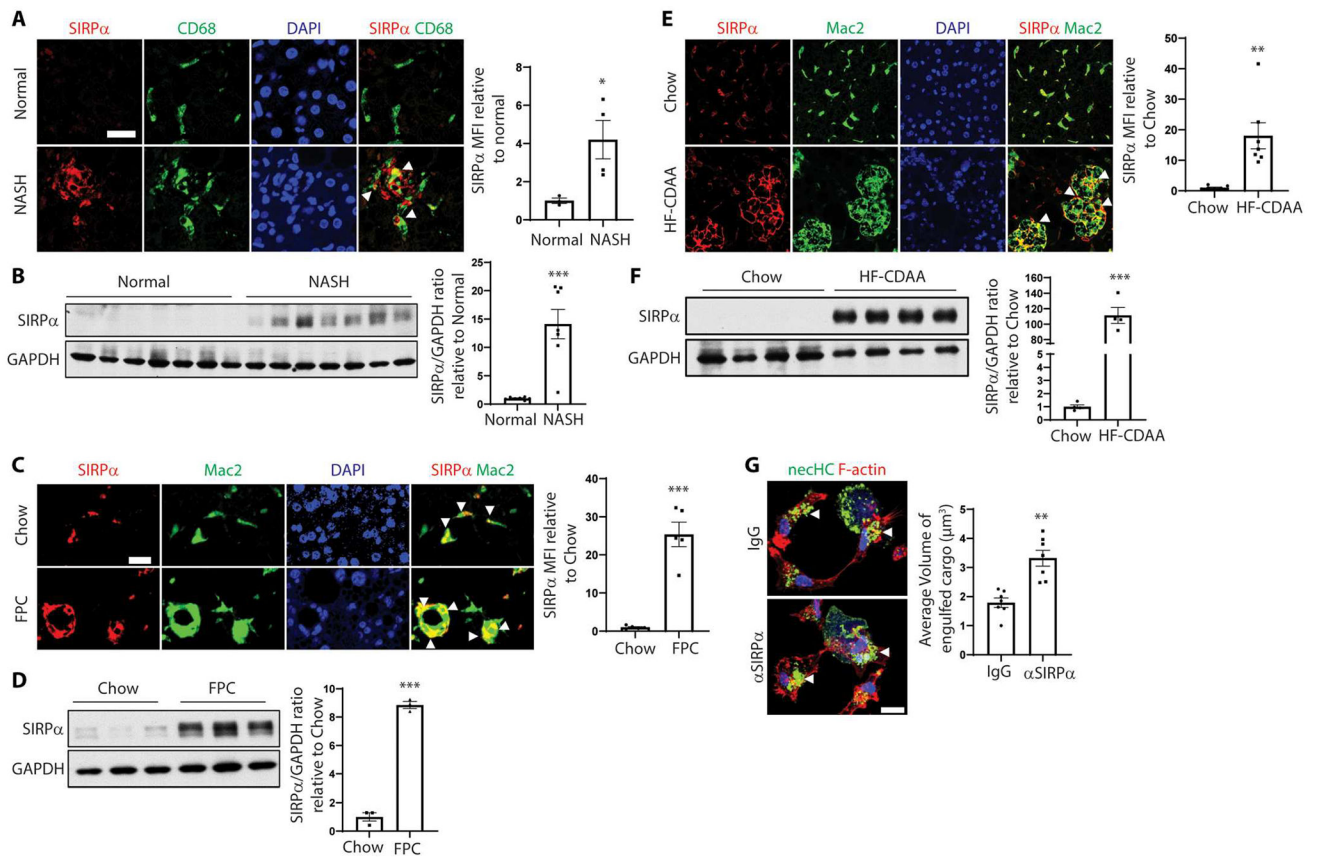 A
SIRPα CD68 DAPI SIRPα CD68
Normal
NASH
SIRPα MFI relative
to normal
8
6
4
2
0
*
Normal NASH
B
Normal NASH
SIRPα
GAPDH
SIRPα/GAPDH ratio
relative to Normal
25
20
15
10
5
0
***
Normal NASH
C
SIRPα Mac2 DAPI SIRPα Mac2
Chow
FPC
SIRPα MFI relative
to Chow
40
30
20
10
0
***
Chow FPC
D
Chow FPC
SIRPα
GAPDH
SIRPα/GAPDH ratio
relative to Chow
10
8
6
4
2
0
***
Chow FPC
E
SIRPα Mac2 DAPI SIRPα Mac2
Chow
HF-CDAA
SIRPα MFI relative
to Chow
50
40
30
20
10
0
**
Chow HF-CDAA
F
Chow HF-CDAA
SIRPα
GAPDH
SIRPα/GAPDH ratio
relative to Chow
160
140
120
100
80
60
5
4
3
2
1
0
***
Chow HF-CDAA
G
necHC F-actin
IgG
αSIRPα
Average Volume of
engulfed cargo (µm³)
5
4
3
2
1
0
**
IgG αSIRPα